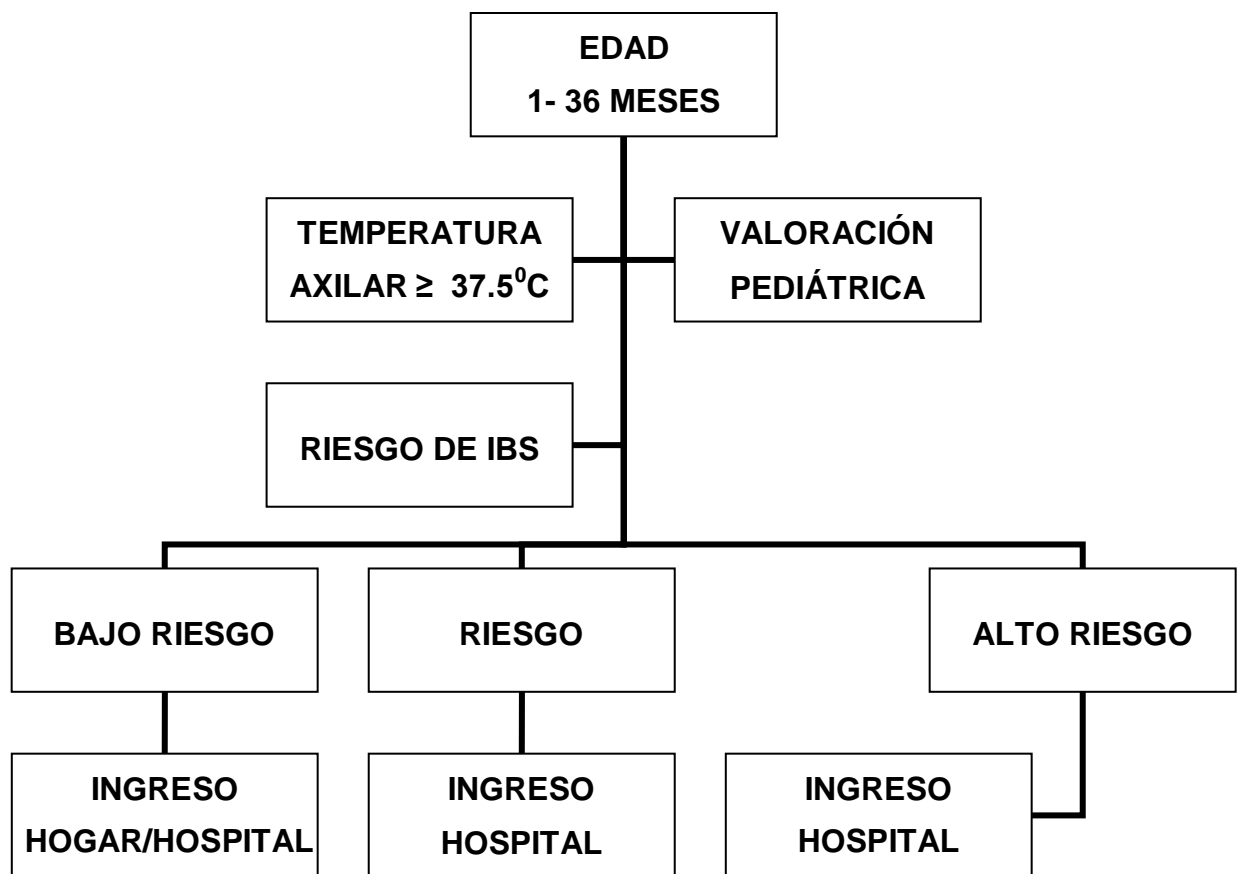 EDAD
1- 36 MESES
TEMPERATURA
AXILAR ≥ 37.5⁰C
VALORACIÓN
PEDIÁTRICA
RIESGO DE IBS
BAJO RIESGO
RIESGO
ALTO RIESGO
INGRESO
HOGAR/HOSPITAL
INGRESO
HOSPITAL
INGRESO
HOSPITAL